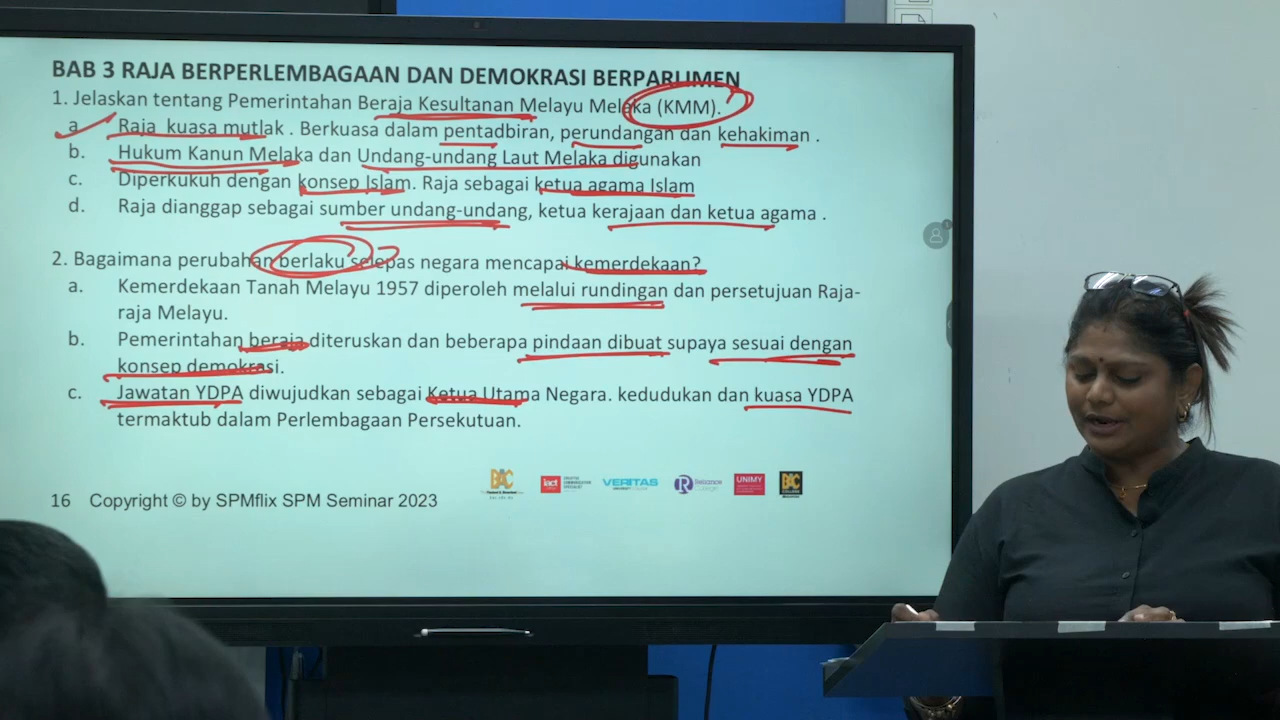 BAB 3 RAJA BERPERLEMBAGAAN DAN DEMOKRASI BERPARLIMEN
1. Jelaskan tentang Pemerintahan Beraja Kesultanan Melayu Melaka (KMM).
a. Raja kuasa mutlak . Berkuasa dalam pentadbiran, perundangan dan kehakiman .
b. Hukum Kanun Melaka dan Undang-undang Laut Melaka digunakan
c. Diperkukuh dengan konsep Islam. Raja sebagai ketua agama Islam
d. Raja dianggap sebagai sumber undang-undang, ketua kerajaan dan ketua agama .
2. Bagaimana perubahan berlaku selepas negara mencapai kemerdekaan?
a. Kemerdekaan Tanah Melayu 1957 diperoleh melalui rundingan dan persetujuan Raja-
raja Melayu.
b. Pemerintahan beraja diteruskan dan beberapa pindaan dibuat supaya sesuai dengan
konsep demokrasi.
c. Jawatan YDPA diwujudkan sebagai Ketua Utama Negara. kedudukan dan kuasa YDPA
termaktub dalam Perlembagaan Persekutuan.
BAC iact VERITAS Reliance UNIMY BAC
16 Copyright © by SPMflix SPM Seminar 2023